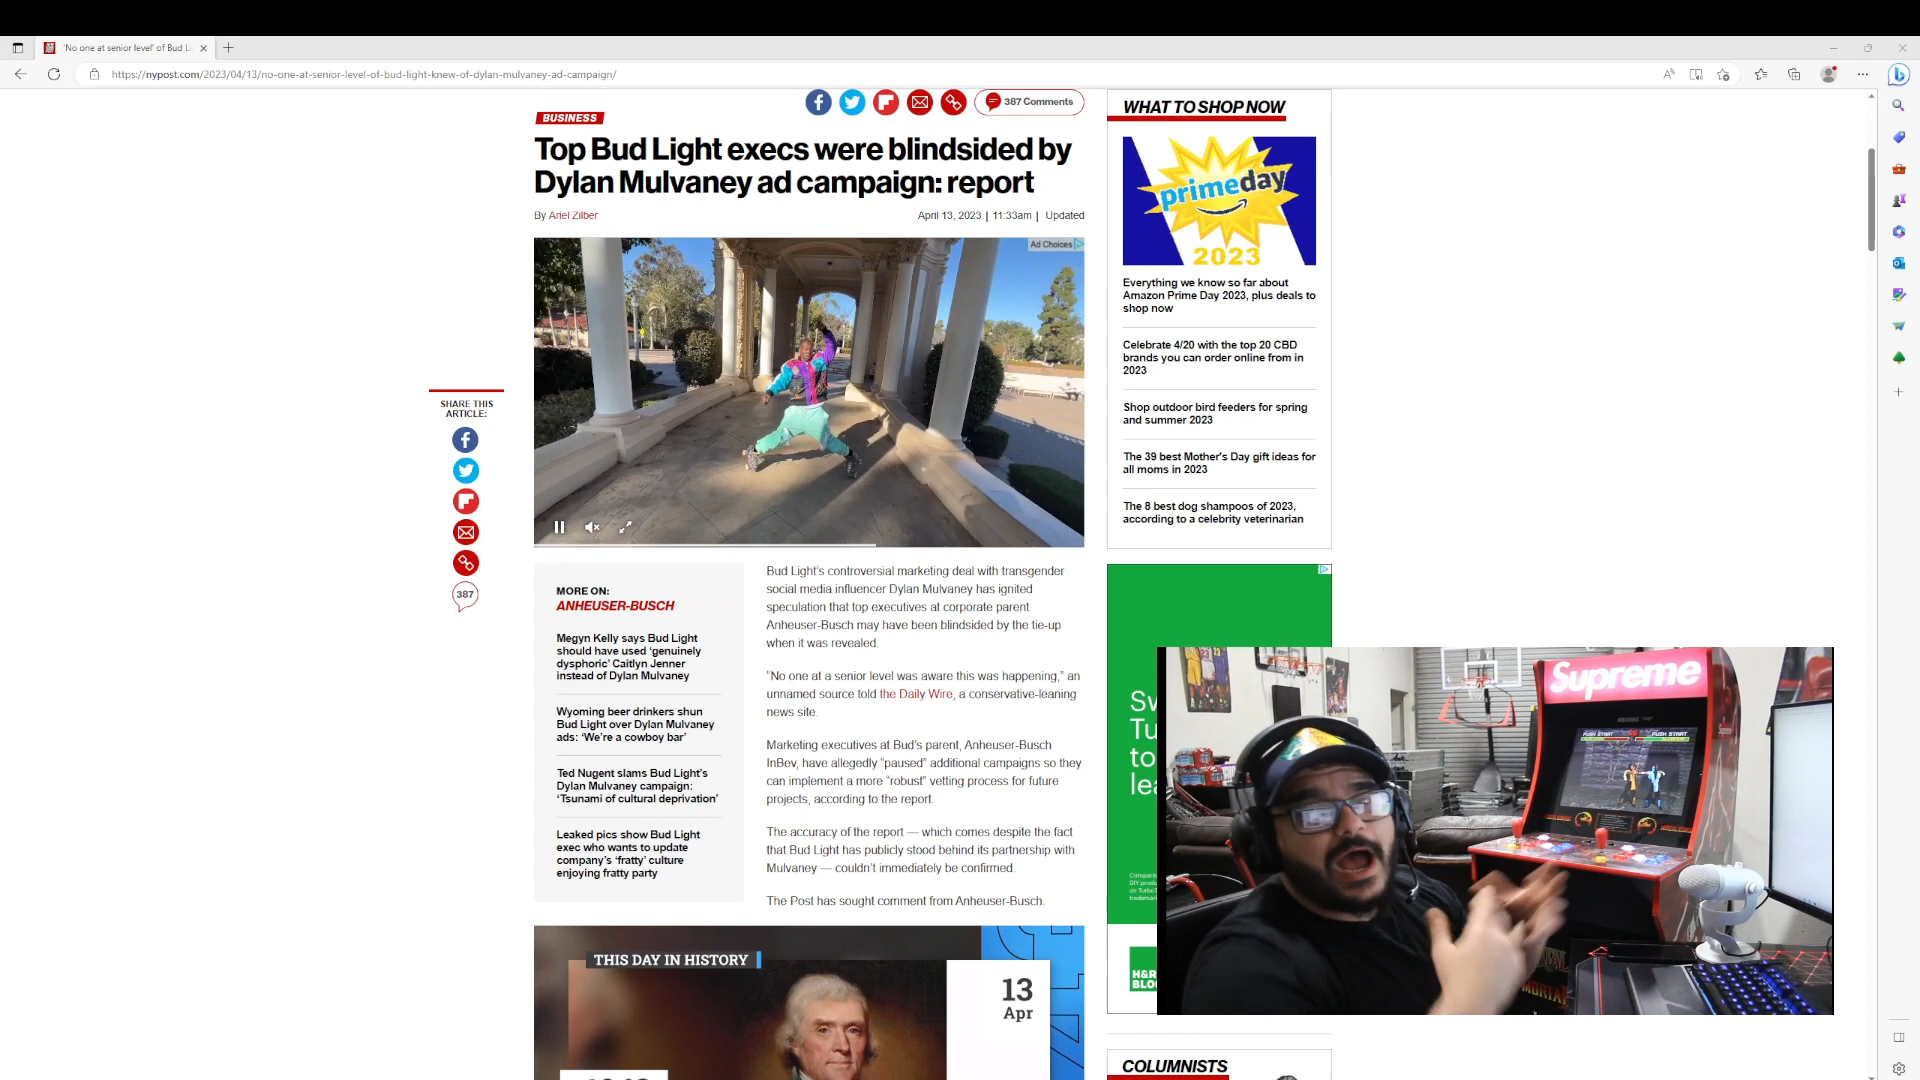 'No one at senior level' of Bud Li
https://nypost.com/2023/04/13/no-one-at-senior-level-of-bud-light-knew-of-dylan-mulvaney-ad-campaign/
387 Comments
BUSINESS
Top Bud Light execs were blindsided by
Dylan Mulvaney ad campaign: report
By Ariel Zilber
April 13, 2023 | 11:33am | Updated
Ad Choices
SHARE THIS
ARTICLE:
387
MORE ON:
ANHEUSER-BUSCH
Megyn Kelly says Bud Light
should have used 'genuinely
dysphoric' Caitlyn Jenner
instead of Dylan Mulvaney
Wyoming beer drinkers shun
Bud Light over Dylan Mulvaney
ads: 'We're a cowboy bar'
Ted Nugent slams Bud Light's
Dylan Mulvaney campaign:
'Tsunami of cultural deprivation'
Leaked pics show Bud Light
exec who wants to update
company's 'fratty' culture
enjoying fratty party
Bud Light's controversial marketing deal with transgender
social media influencer Dylan Mulvaney has ignited
speculation that top executives at corporate parent
Anheuser-Busch may have been blindsided by the tie-up
when it was revealed.
"No one at a senior level was aware this was happening," an
unnamed source told the Daily Wire, a conservative-leaning
news site.
Marketing executives at Bud's parent, Anheuser-Busch
InBev, have allegedly "paused" additional campaigns so they
can implement a more "robust" vetting process for future
projects, according to the report.
The accuracy of the report — which comes despite the fact
that Bud Light has publicly stood behind its partnership with
Mulvaney — couldn't immediately be confirmed.
The Post has sought comment from Anheuser-Busch.
THIS DAY IN HISTORY
13
Apr
WHAT TO SHOP NOW
primeday
2023
Everything we know so far about
Amazon Prime Day 2023, plus deals to
shop now
Celebrate 4/20 with the top 20 CBD
brands you can order online from in
2023
Shop outdoor bird feeders for spring
and summer 2023
The 39 best Mother's Day gift ideas for
all moms in 2023
The 8 best dog shampoos of 2023,
according to a celebrity veterinarian
Sw
Tu
to
lea
H&R
BLO
Supreme
PUSH START
PUSH START
COLUMNISTS